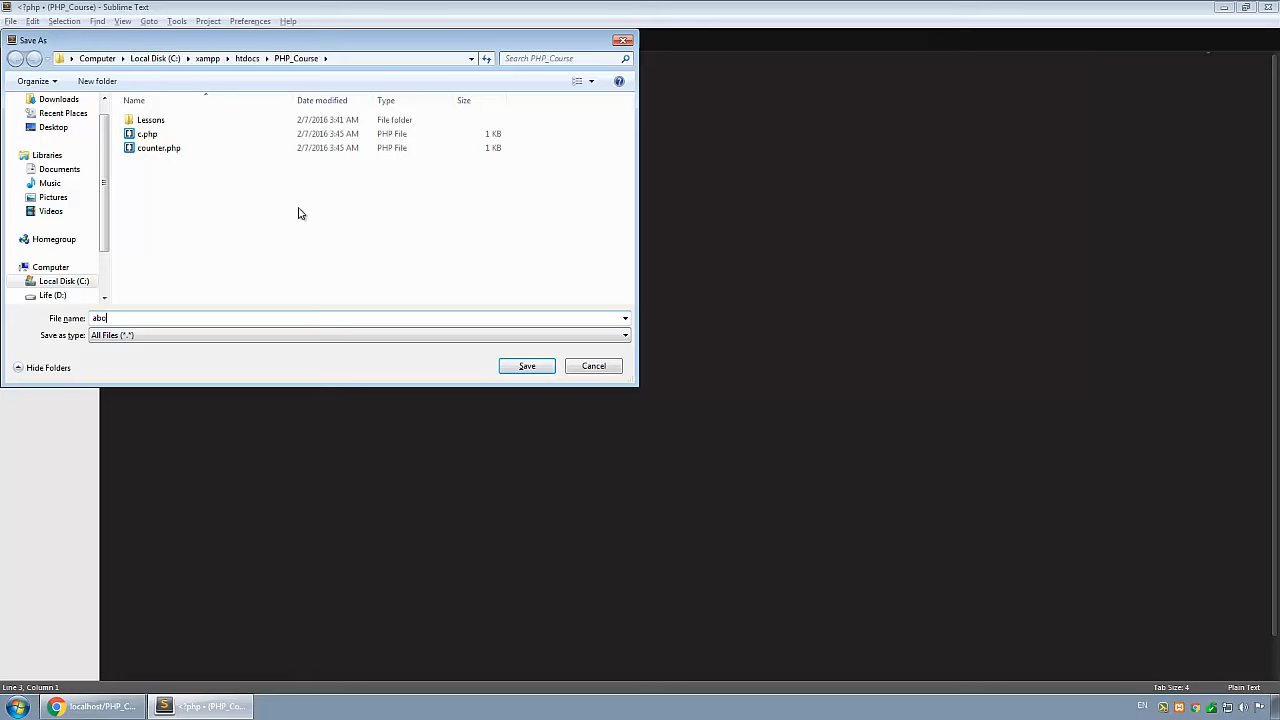 <?php • (PHP_Course) - Sublime Text
File Edit Selection Find View Goto Tools Project Preferences Help
Save As
Computer Local Disk (C:) xampp htdocs PHP_Course
Search PHP_Course
Organize New folder
Downloads
Recent Places
Desktop
Libraries
Documents
Music
Pictures
Videos
Homegroup
Computer
Local Disk (C:)
Life (D:)
Name Date modified Type Size
Lessons 2/7/2016 3:41 AM File folder
c.php 2/7/2016 3:45 AM PHP File 1 KB
counter.php 2/7/2016 3:45 AM PHP File 1 KB
File name: abo
Save as type: All Files (*.*)
Hide Folders
Save Cancel
Line 3, Column 1
Tab Size: 4 Plain Text
localhost/PHP_C... <?php • (PHP_Co... EN